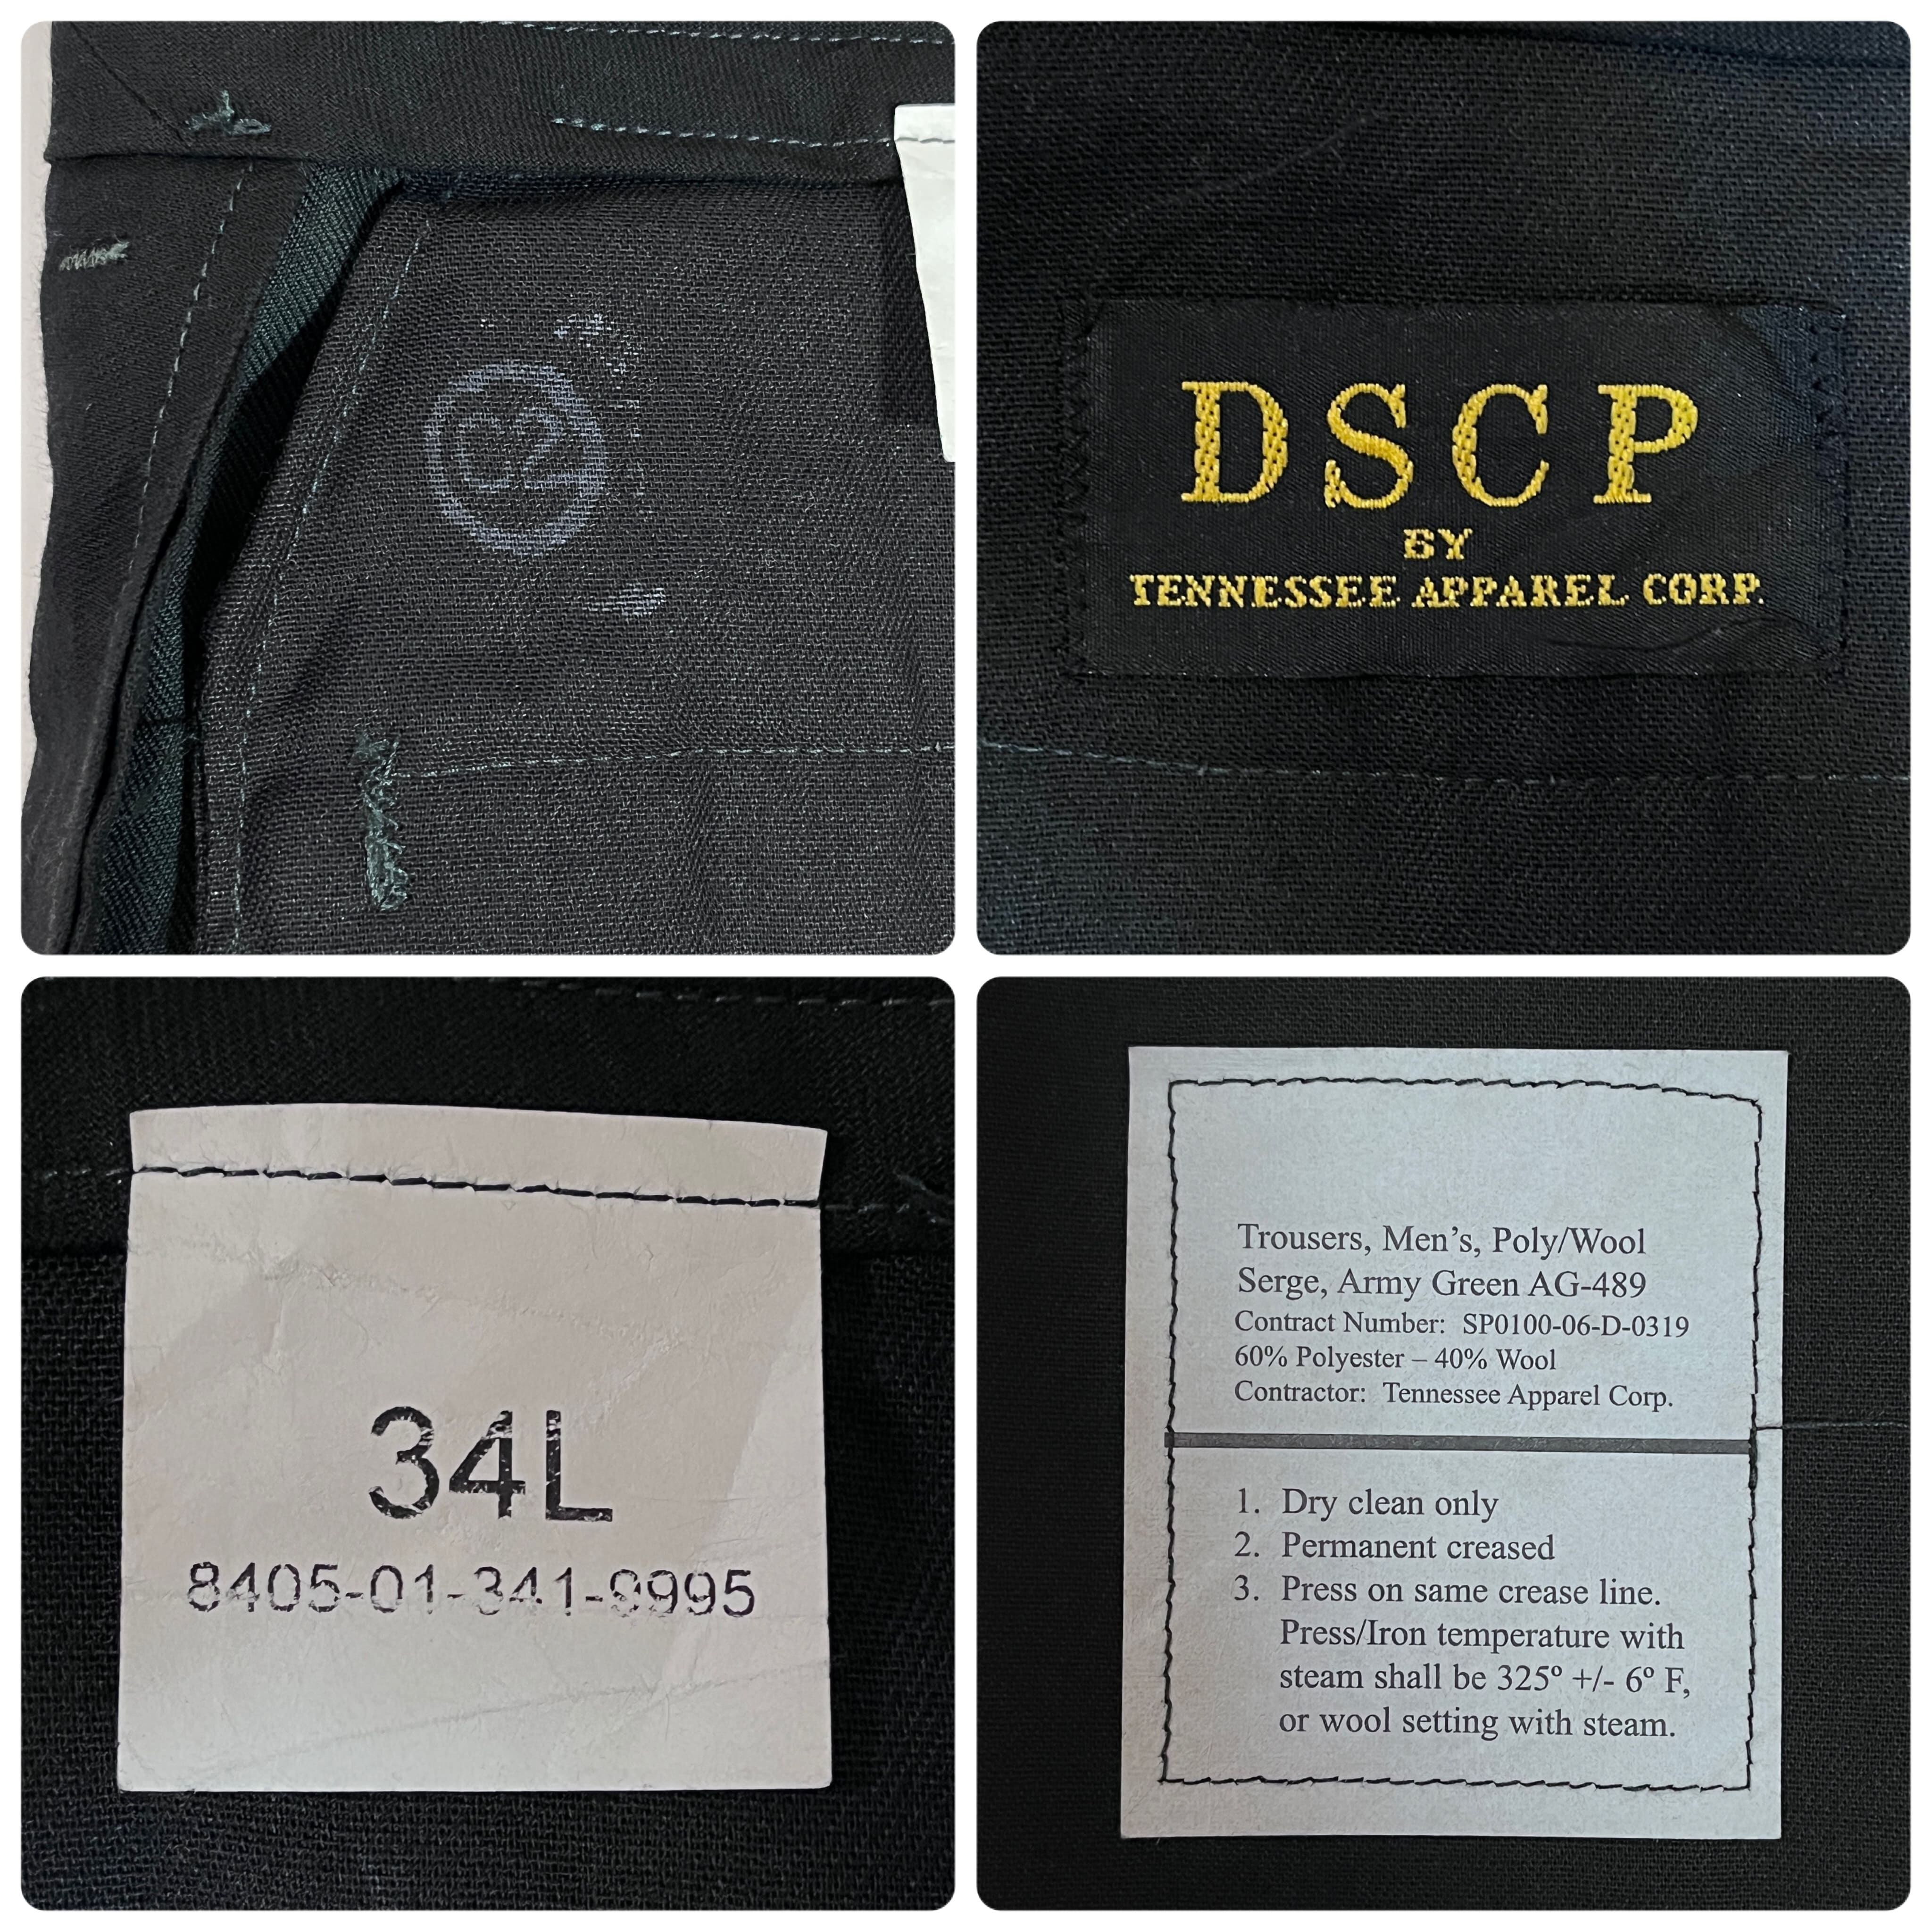 C2
DSCP
BY
TENNESSEE APPAREL CORP.
34L
8405-01-341-9995
Trousers, Men's, Poly/Wool
Serge, Army Green AG-489
Contract Number: SP0100-06-D-0319
60% Polyester – 40% Wool
Contractor: Tennessee Apparel Corp.
1. Dry clean only
2. Permanent creased
3. Press on same crease line.
Press/Iron temperature with
steam shall be 325º +/- 6º F,
or wool setting with steam.